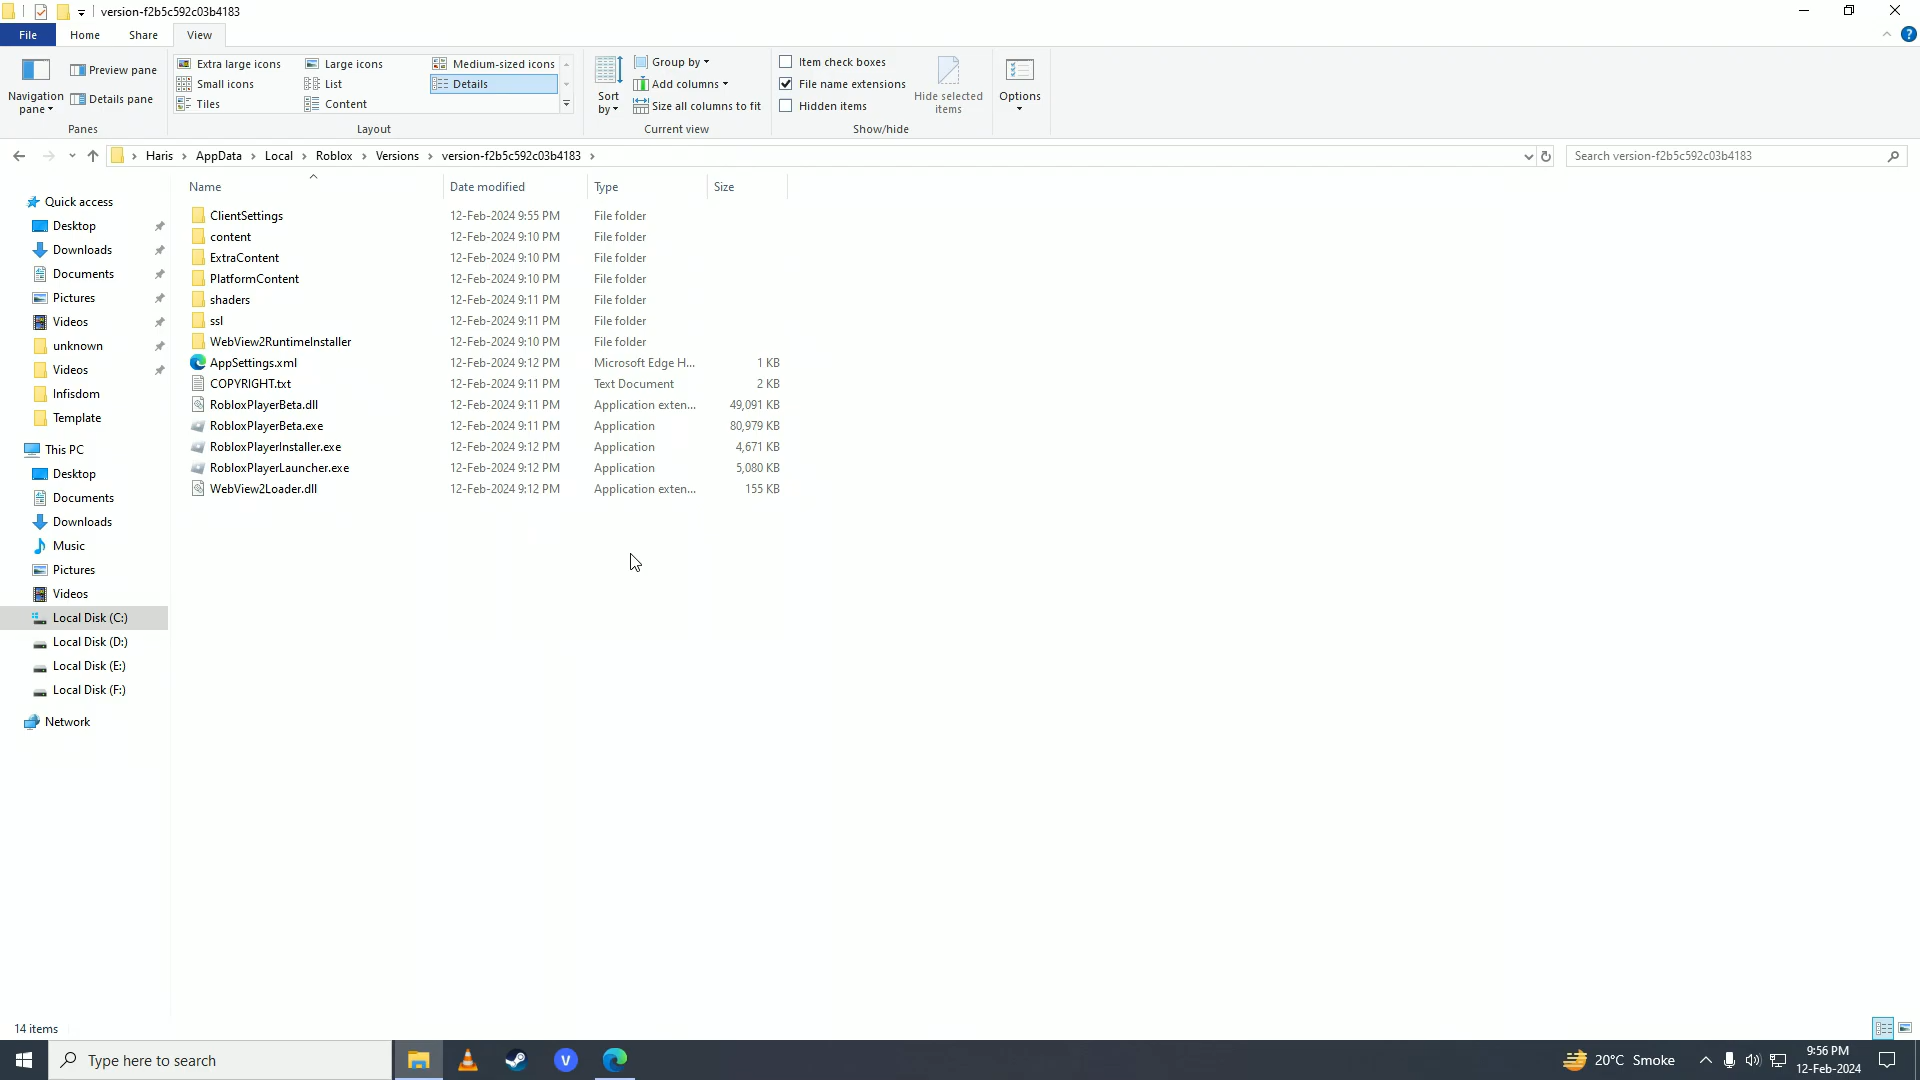 version-f2b5c592c03b4183
File Home Share View
Navigation pane
Preview pane
Details pane
Panes
Extra large icons Large icons Medium-sized icons
Small icons List Details
Tiles Content
Layout
Sort by
Group by
Add columns
Size all columns to fit
Current view
Item check boxes
File name extensions
Hidden items
Hide selected items
Show/hide
Options
Haris AppData Local Roblox Versions version-f2b5c592c03b4183
Search version-f2b5c592c03b4183
Quick access
Desktop
Downloads
Documents
Pictures
Videos
unknown
Videos
Infisdom
Template
This PC
Desktop
Documents
Downloads
Music
Pictures
Videos
Local Disk (C:)
Local Disk (D:)
Local Disk (E:)
Local Disk (F:)
Network
Name Date modified Type Size
ClientSettings 12-Feb-2024 9:55 PM File folder
content 12-Feb-2024 9:10 PM File folder
ExtraContent 12-Feb-2024 9:10 PM File folder
PlatformContent 12-Feb-2024 9:10 PM File folder
shaders 12-Feb-2024 9:11 PM File folder
ssl 12-Feb-2024 9:11 PM File folder
WebView2RuntimeInstaller 12-Feb-2024 9:10 PM File folder
AppSettings.xml 12-Feb-2024 9:12 PM Microsoft Edge H... 1 KB
COPYRIGHT.txt 12-Feb-2024 9:11 PM Text Document 2 KB
RobloxPlayerBeta.dll 12-Feb-2024 9:11 PM Application exten... 49,091 KB
RobloxPlayerBeta.exe 12-Feb-2024 9:11 PM Application 80,979 KB
RobloxPlayerInstaller.exe 12-Feb-2024 9:12 PM Application 4,671 KB
RobloxPlayerLauncher.exe 12-Feb-2024 9:12 PM Application 5,080 KB
WebView2Loader.dll 12-Feb-2024 9:12 PM Application exten... 155 KB
14 items
Type here to search
V
20°C Smoke
9:56 PM
12-Feb-2024